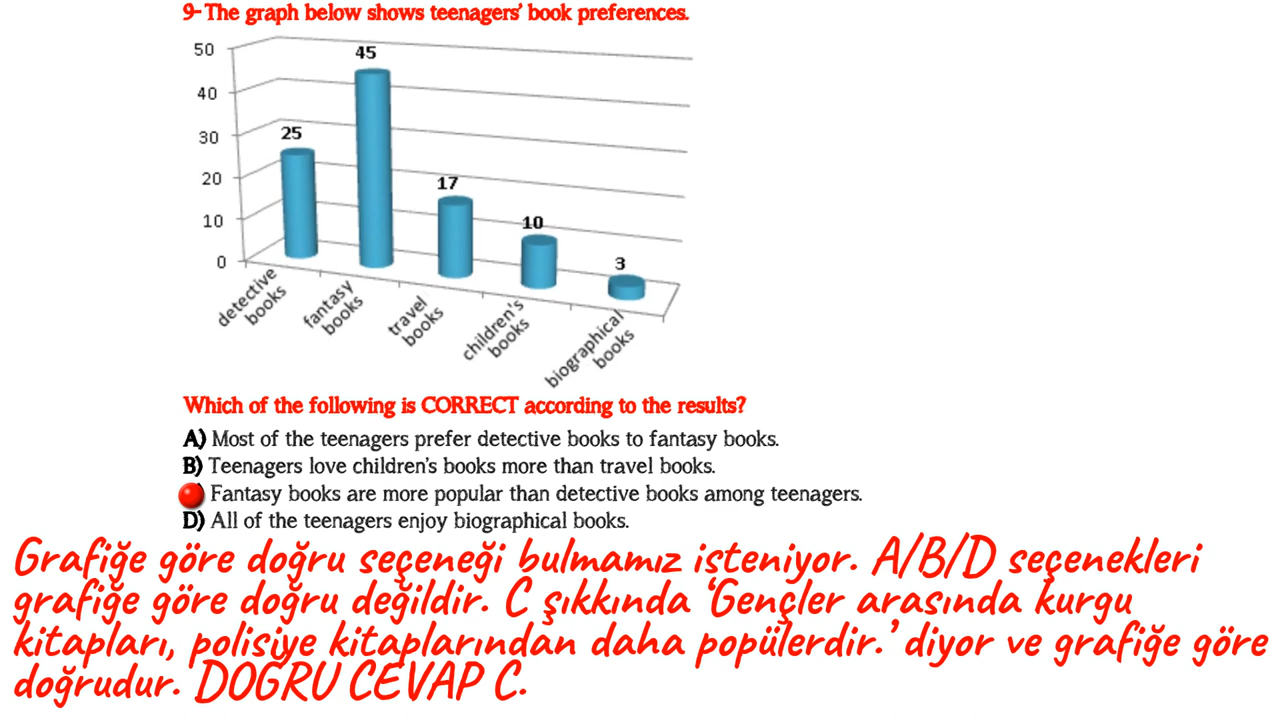 9- The graph below shows teenagers' book preferences.
50
40
30
20
10
0
25
45
17
10
3
detective books
fantasy books
travel books
children's books
biographical books
Which of the following is CORRECT according to the results?
A) Most of the teenagers prefer detective books to fantasy books.
B) Teenagers love children's books more than travel books.
) Fantasy books are more popular than detective books among teenagers.
D) All of the teenagers enjoy biographical books.
Grafiğe göre doğru seçeneği bulmamız isteniyor. A/B/D seçenekleri
grafiğe göre doğru değildir. C şıkkında 'Gençler arasında kurgu
kitapları, polisiye kitaplarından daha popülerdir.' diyor ve grafiğe göre
doğrudur. DOĞRU CEVAP C.